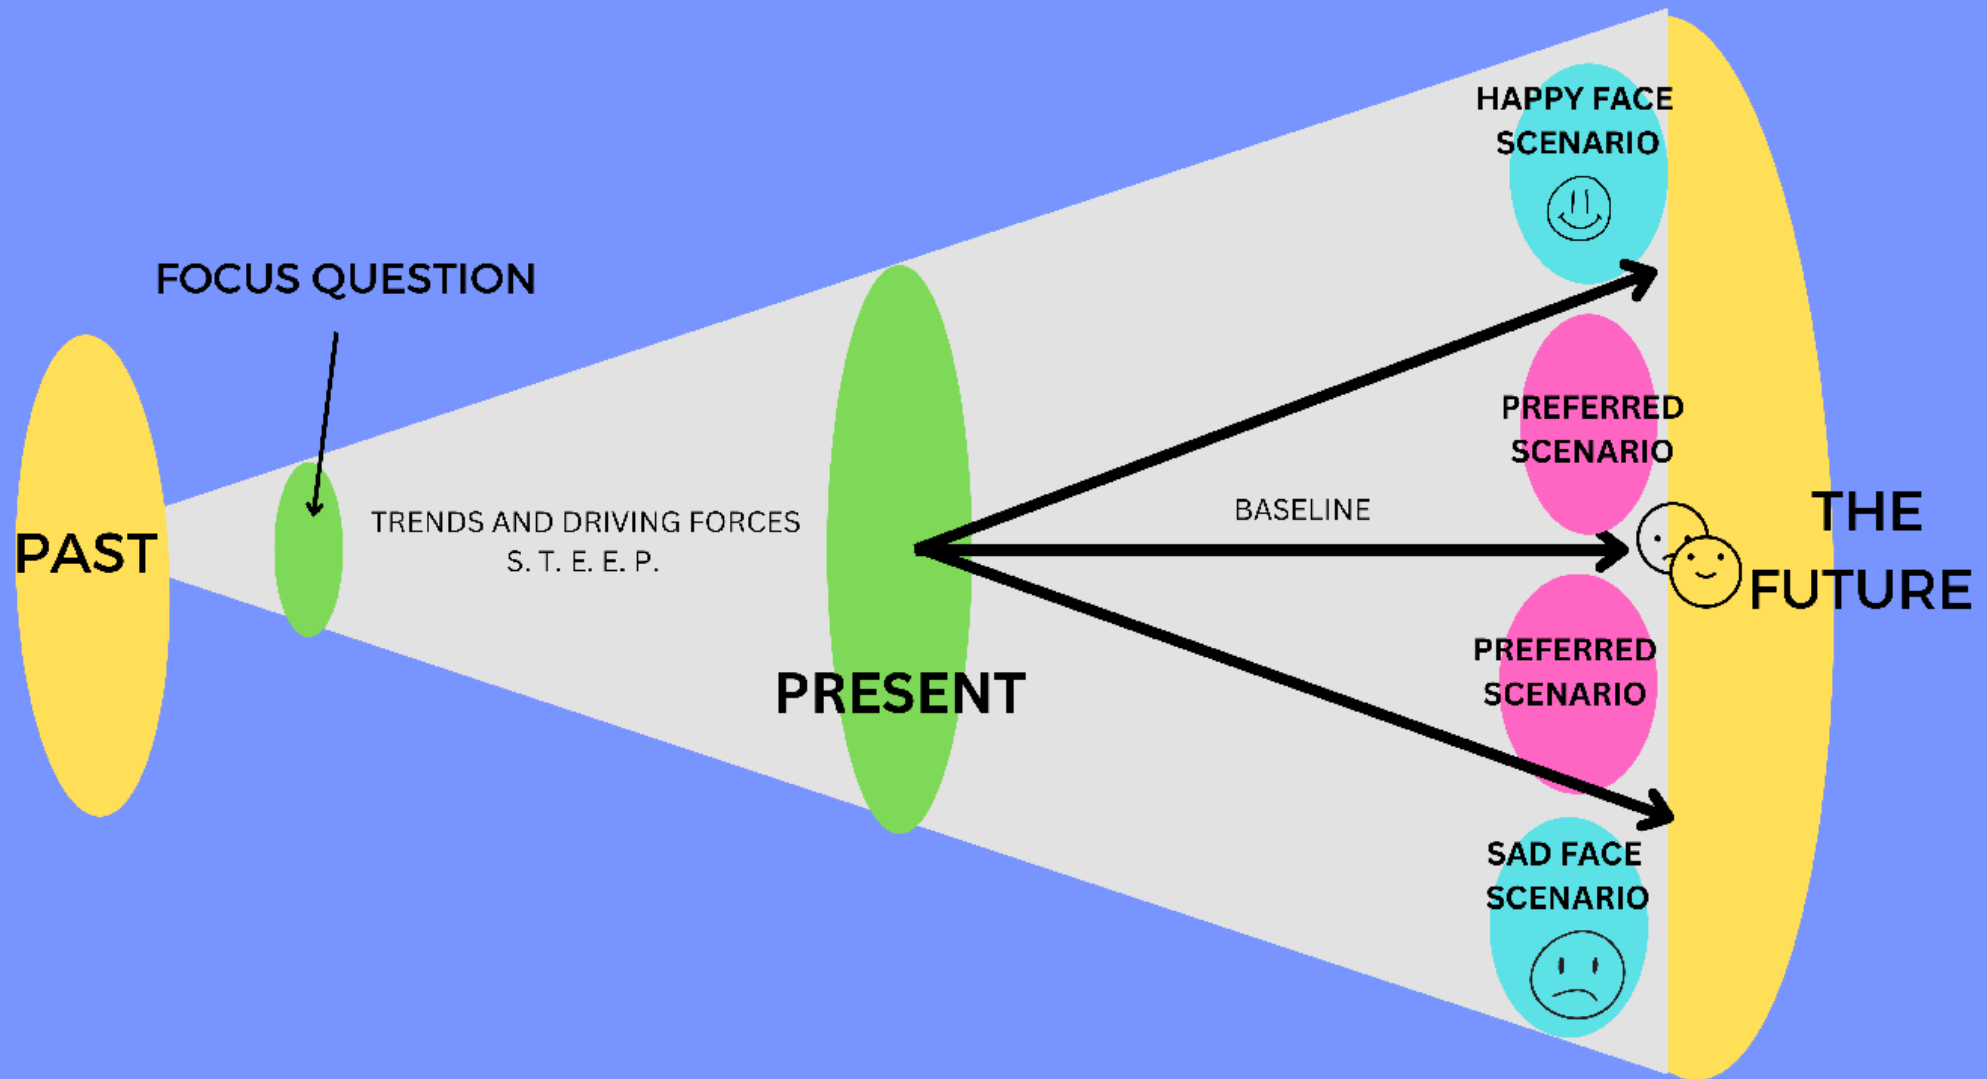 FOCUS QUESTION
PAST
TRENDS AND DRIVING FORCES
S. T. E. E. P.
PRESENT
BASELINE
HAPPY FACE
SCENARIO
PREFERRED
SCENARIO
PREFERRED
SCENARIO
SAD FACE
SCENARIO
THE
FUTURE